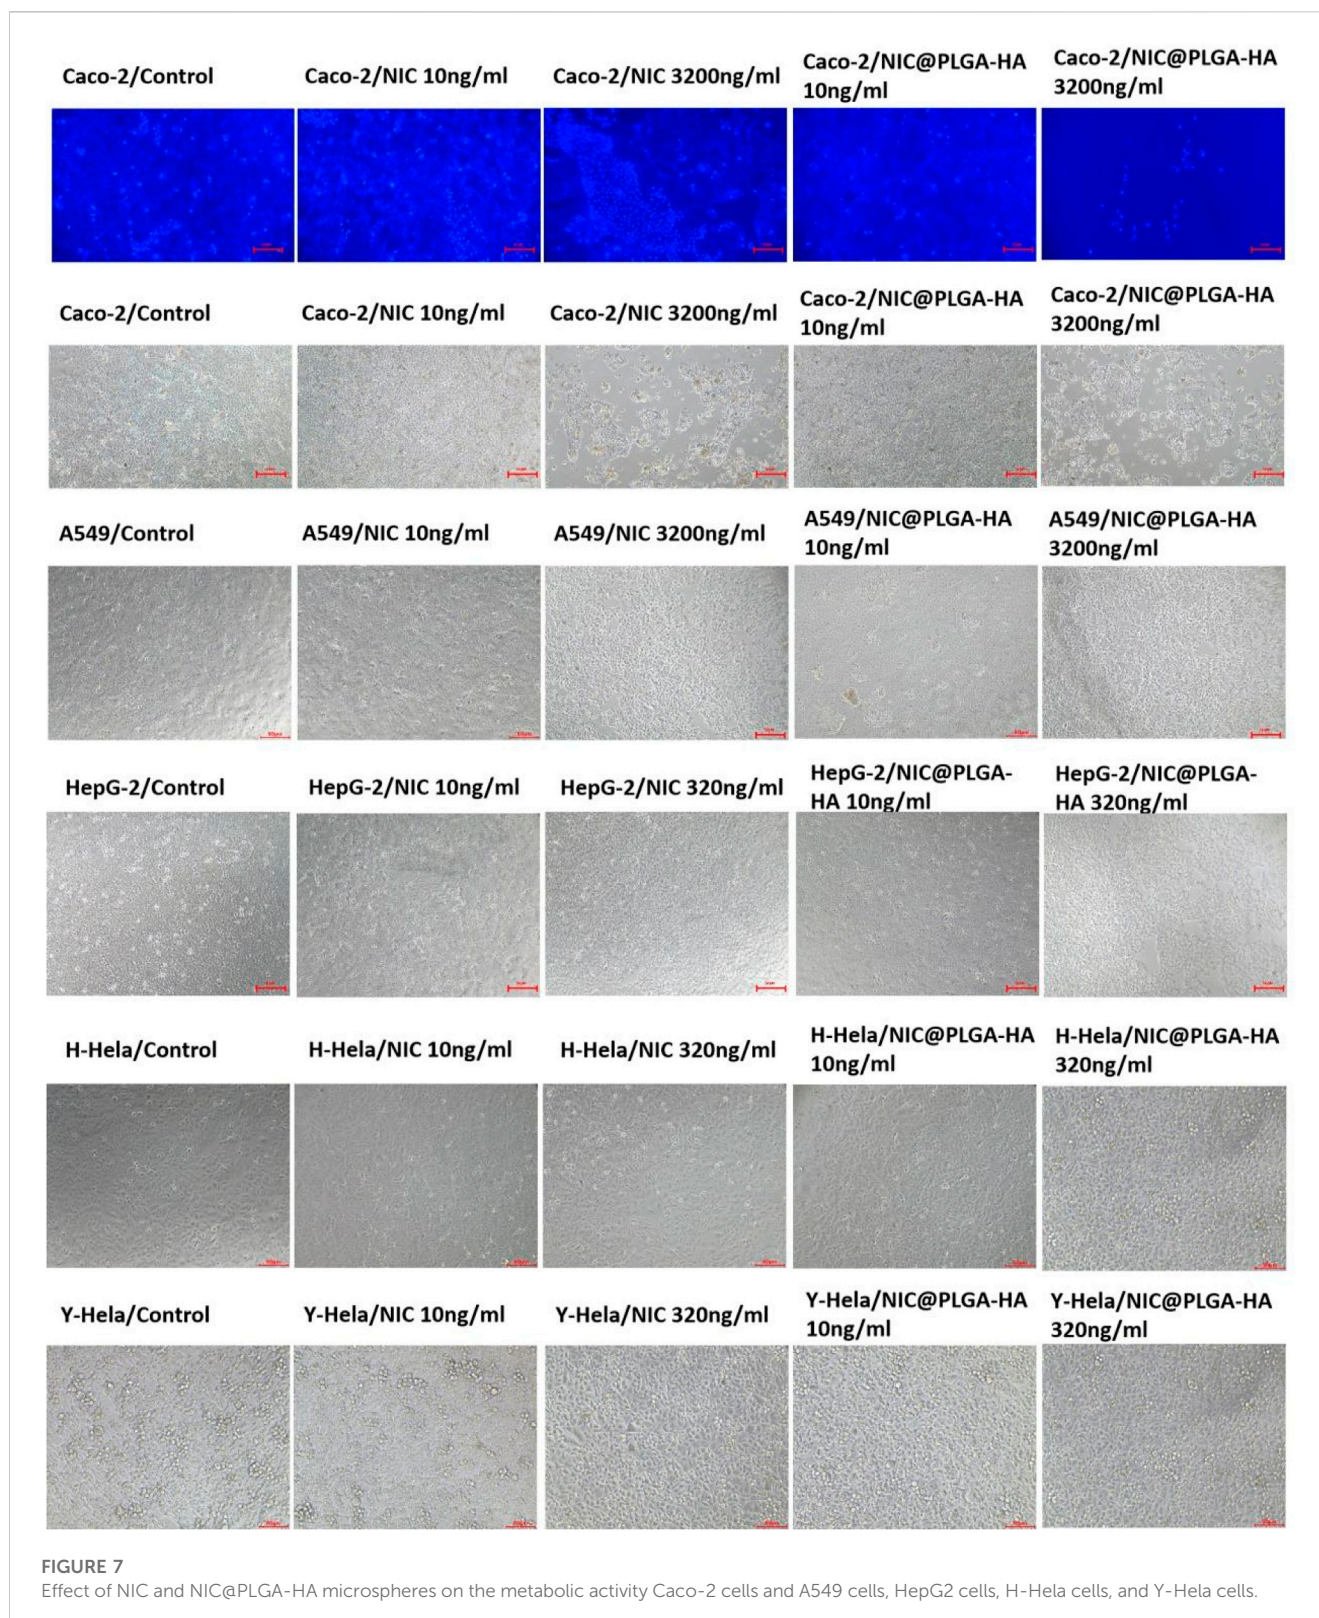 Caco-2/Control
Caco-2/NIC 10ng/ml
Caco-2/NIC 3200ng/ml
Caco-2/NIC@PLGA-HA
10ng/ml
Caco-2/NIC@PLGA-HA
3200ng/ml
Caco-2/Control
Caco-2/NIC 10ng/ml
Caco-2/NIC 3200ng/ml
Caco-2/NIC@PLGA-HA
10ng/ml
Caco-2/NIC@PLGA-HA
3200ng/ml
A549/Control
A549/NIC 10ng/ml
A549/NIC 3200ng/ml
A549/NIC@PLGA-HA
10ng/ml
A549/NIC@PLGA-HA
3200ng/ml
HepG-2/Control
HepG-2/NIC 10ng/ml
HepG-2/NIC 320ng/ml
HepG-2/NIC@PLGA-
HA 10ng/ml
HepG-2/NIC@PLGA-
HA 320ng/ml
H-Hela/Control
H-Hela/NIC 10ng/ml
H-Hela/NIC 320ng/ml
H-Hela/NIC@PLGA-HA
10ng/ml
H-Hela/NIC@PLGA-HA
320ng/ml
Y-Hela/Control
Y-Hela/NIC 10ng/ml
Y-Hela/NIC 320ng/ml
Y-Hela/NIC@PLGA-HA
10ng/ml
Y-Hela/NIC@PLGA-HA
320ng/ml
FIGURE 7
Effect of NIC and NIC@PLGA-HA microspheres on the metabolic activity Caco-2 cells and A549 cells, HepG2 cells, H-Hela cells, and Y-Hela cells.